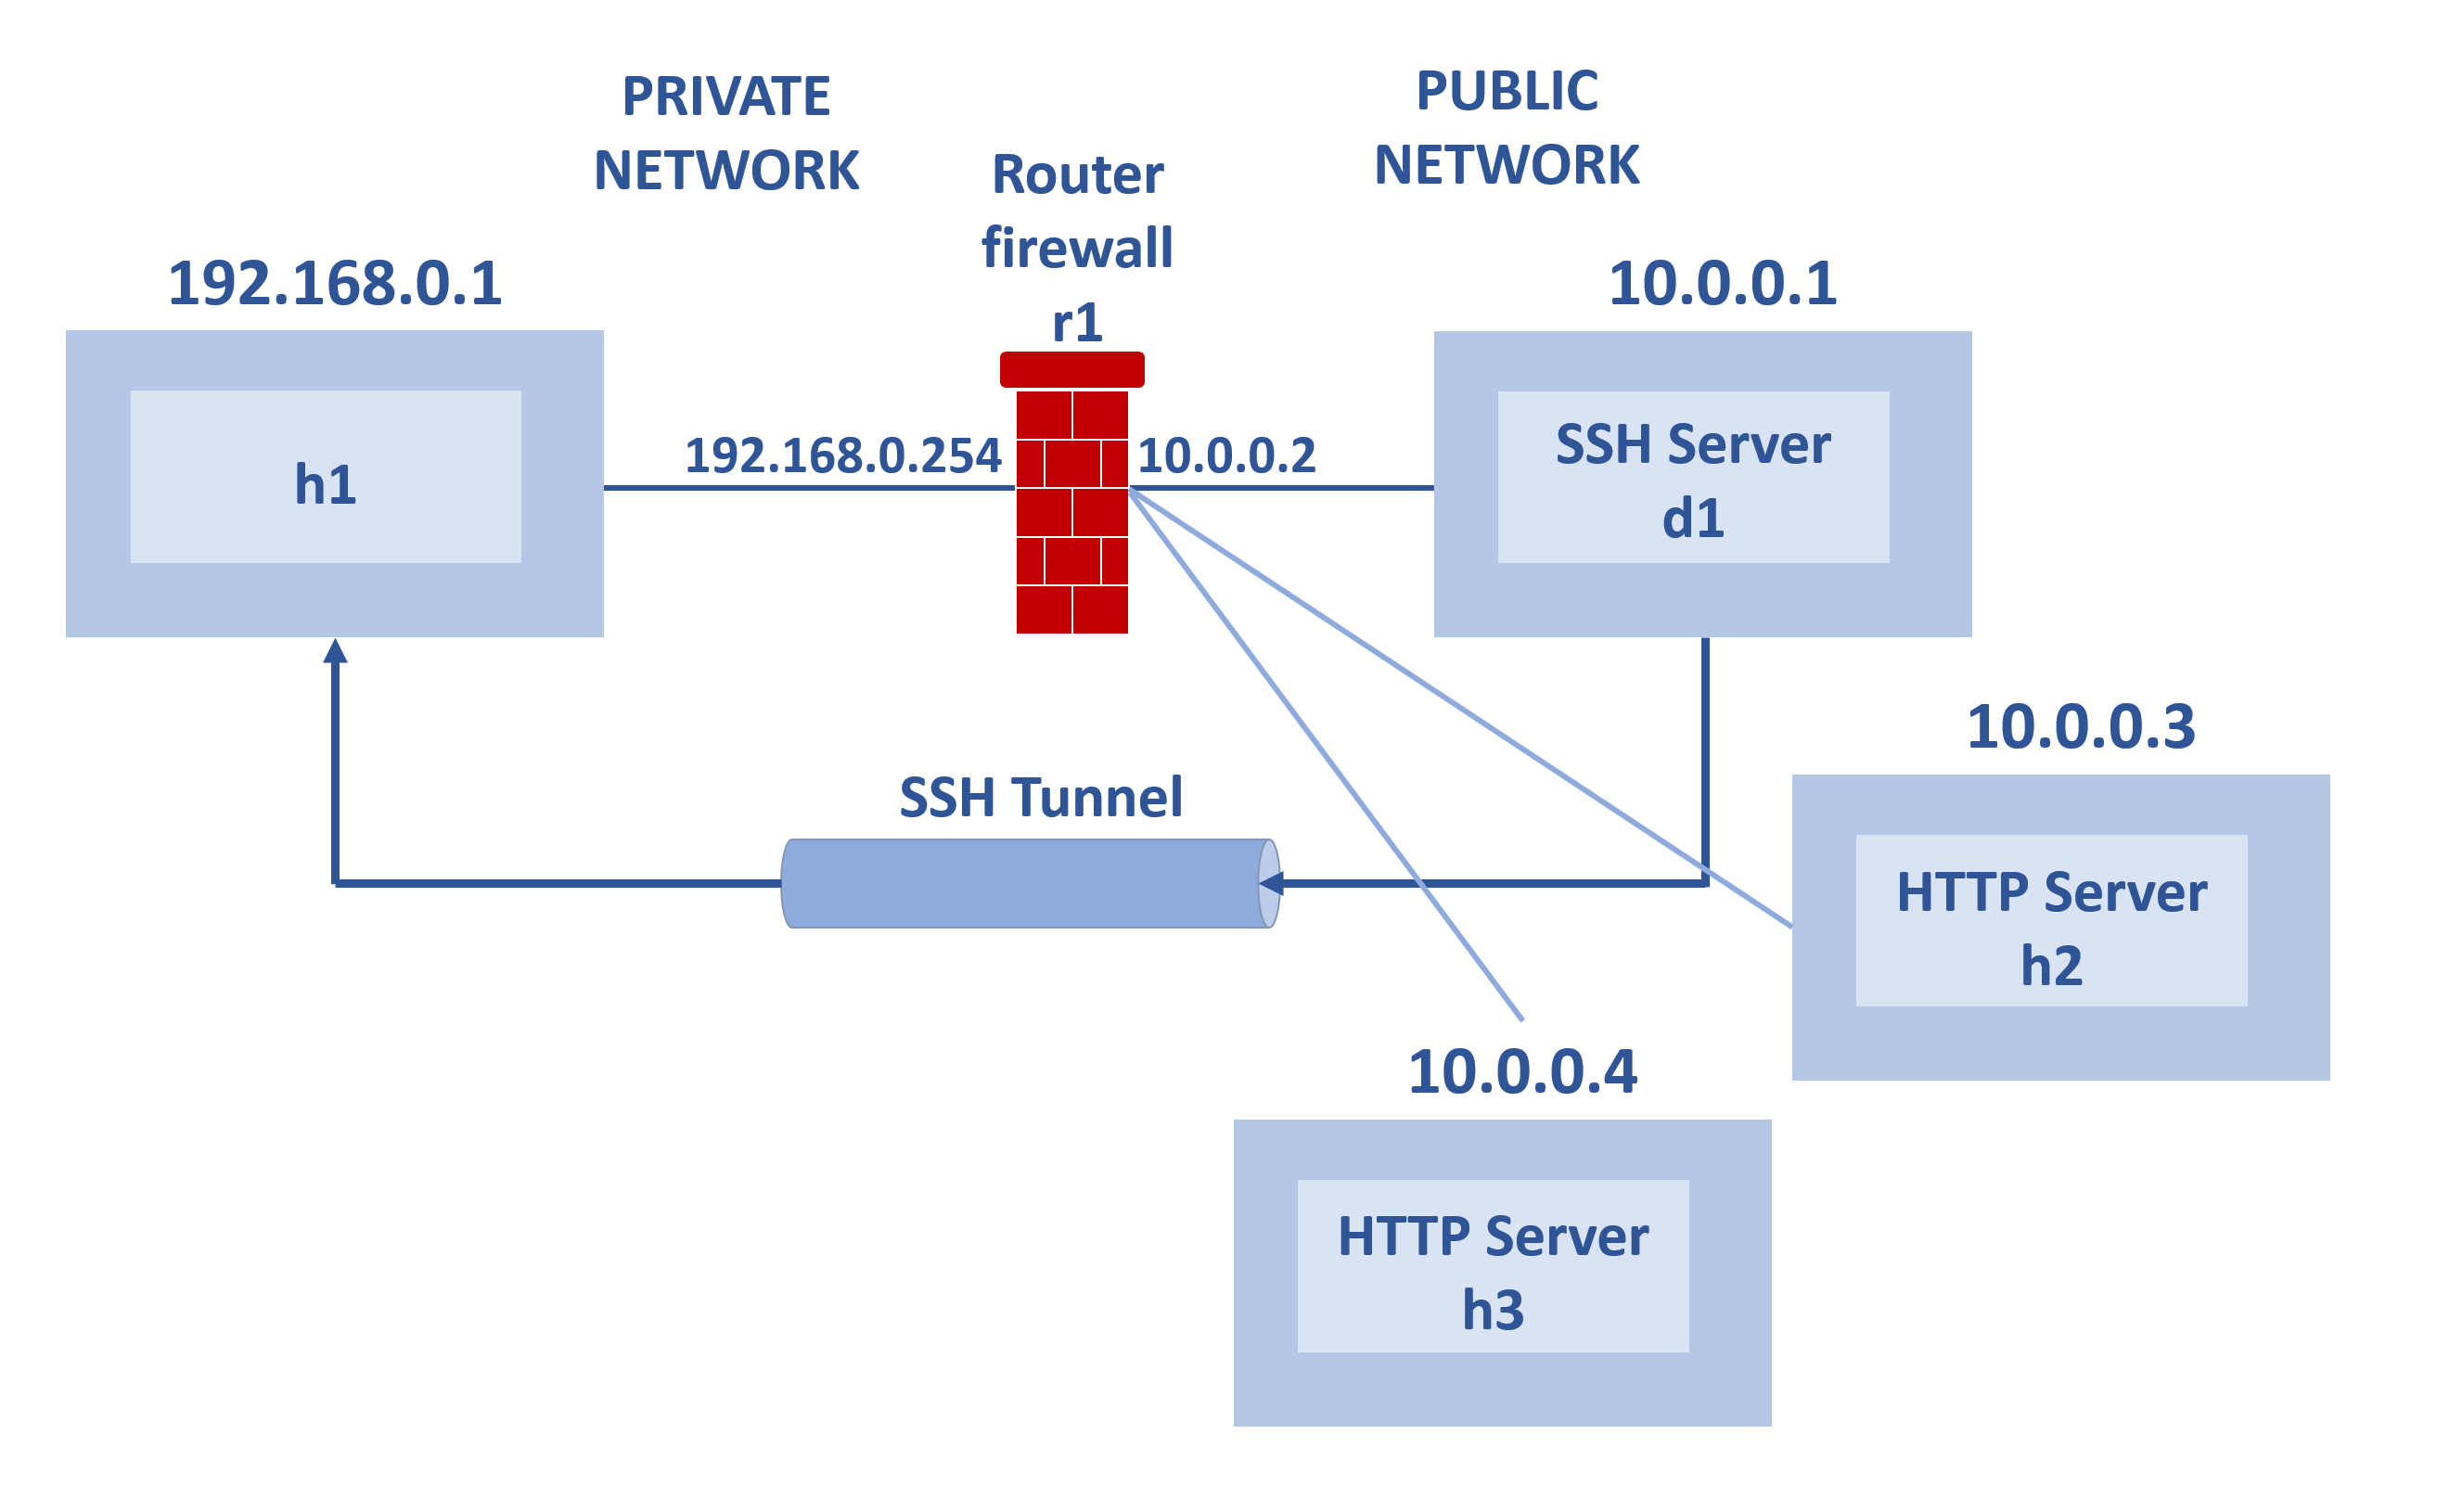 PRIVATE
NETWORK
PUBLIC
NETWORK
Router
firewall
r1
192.168.0.1
10.0.0.1
h1
192.168.0.254
10.0.0.2
SSH Server
d1
SSH Tunnel
10.0.0.3
HTTP Server
h2
10.0.0.4
HTTP Server
h3